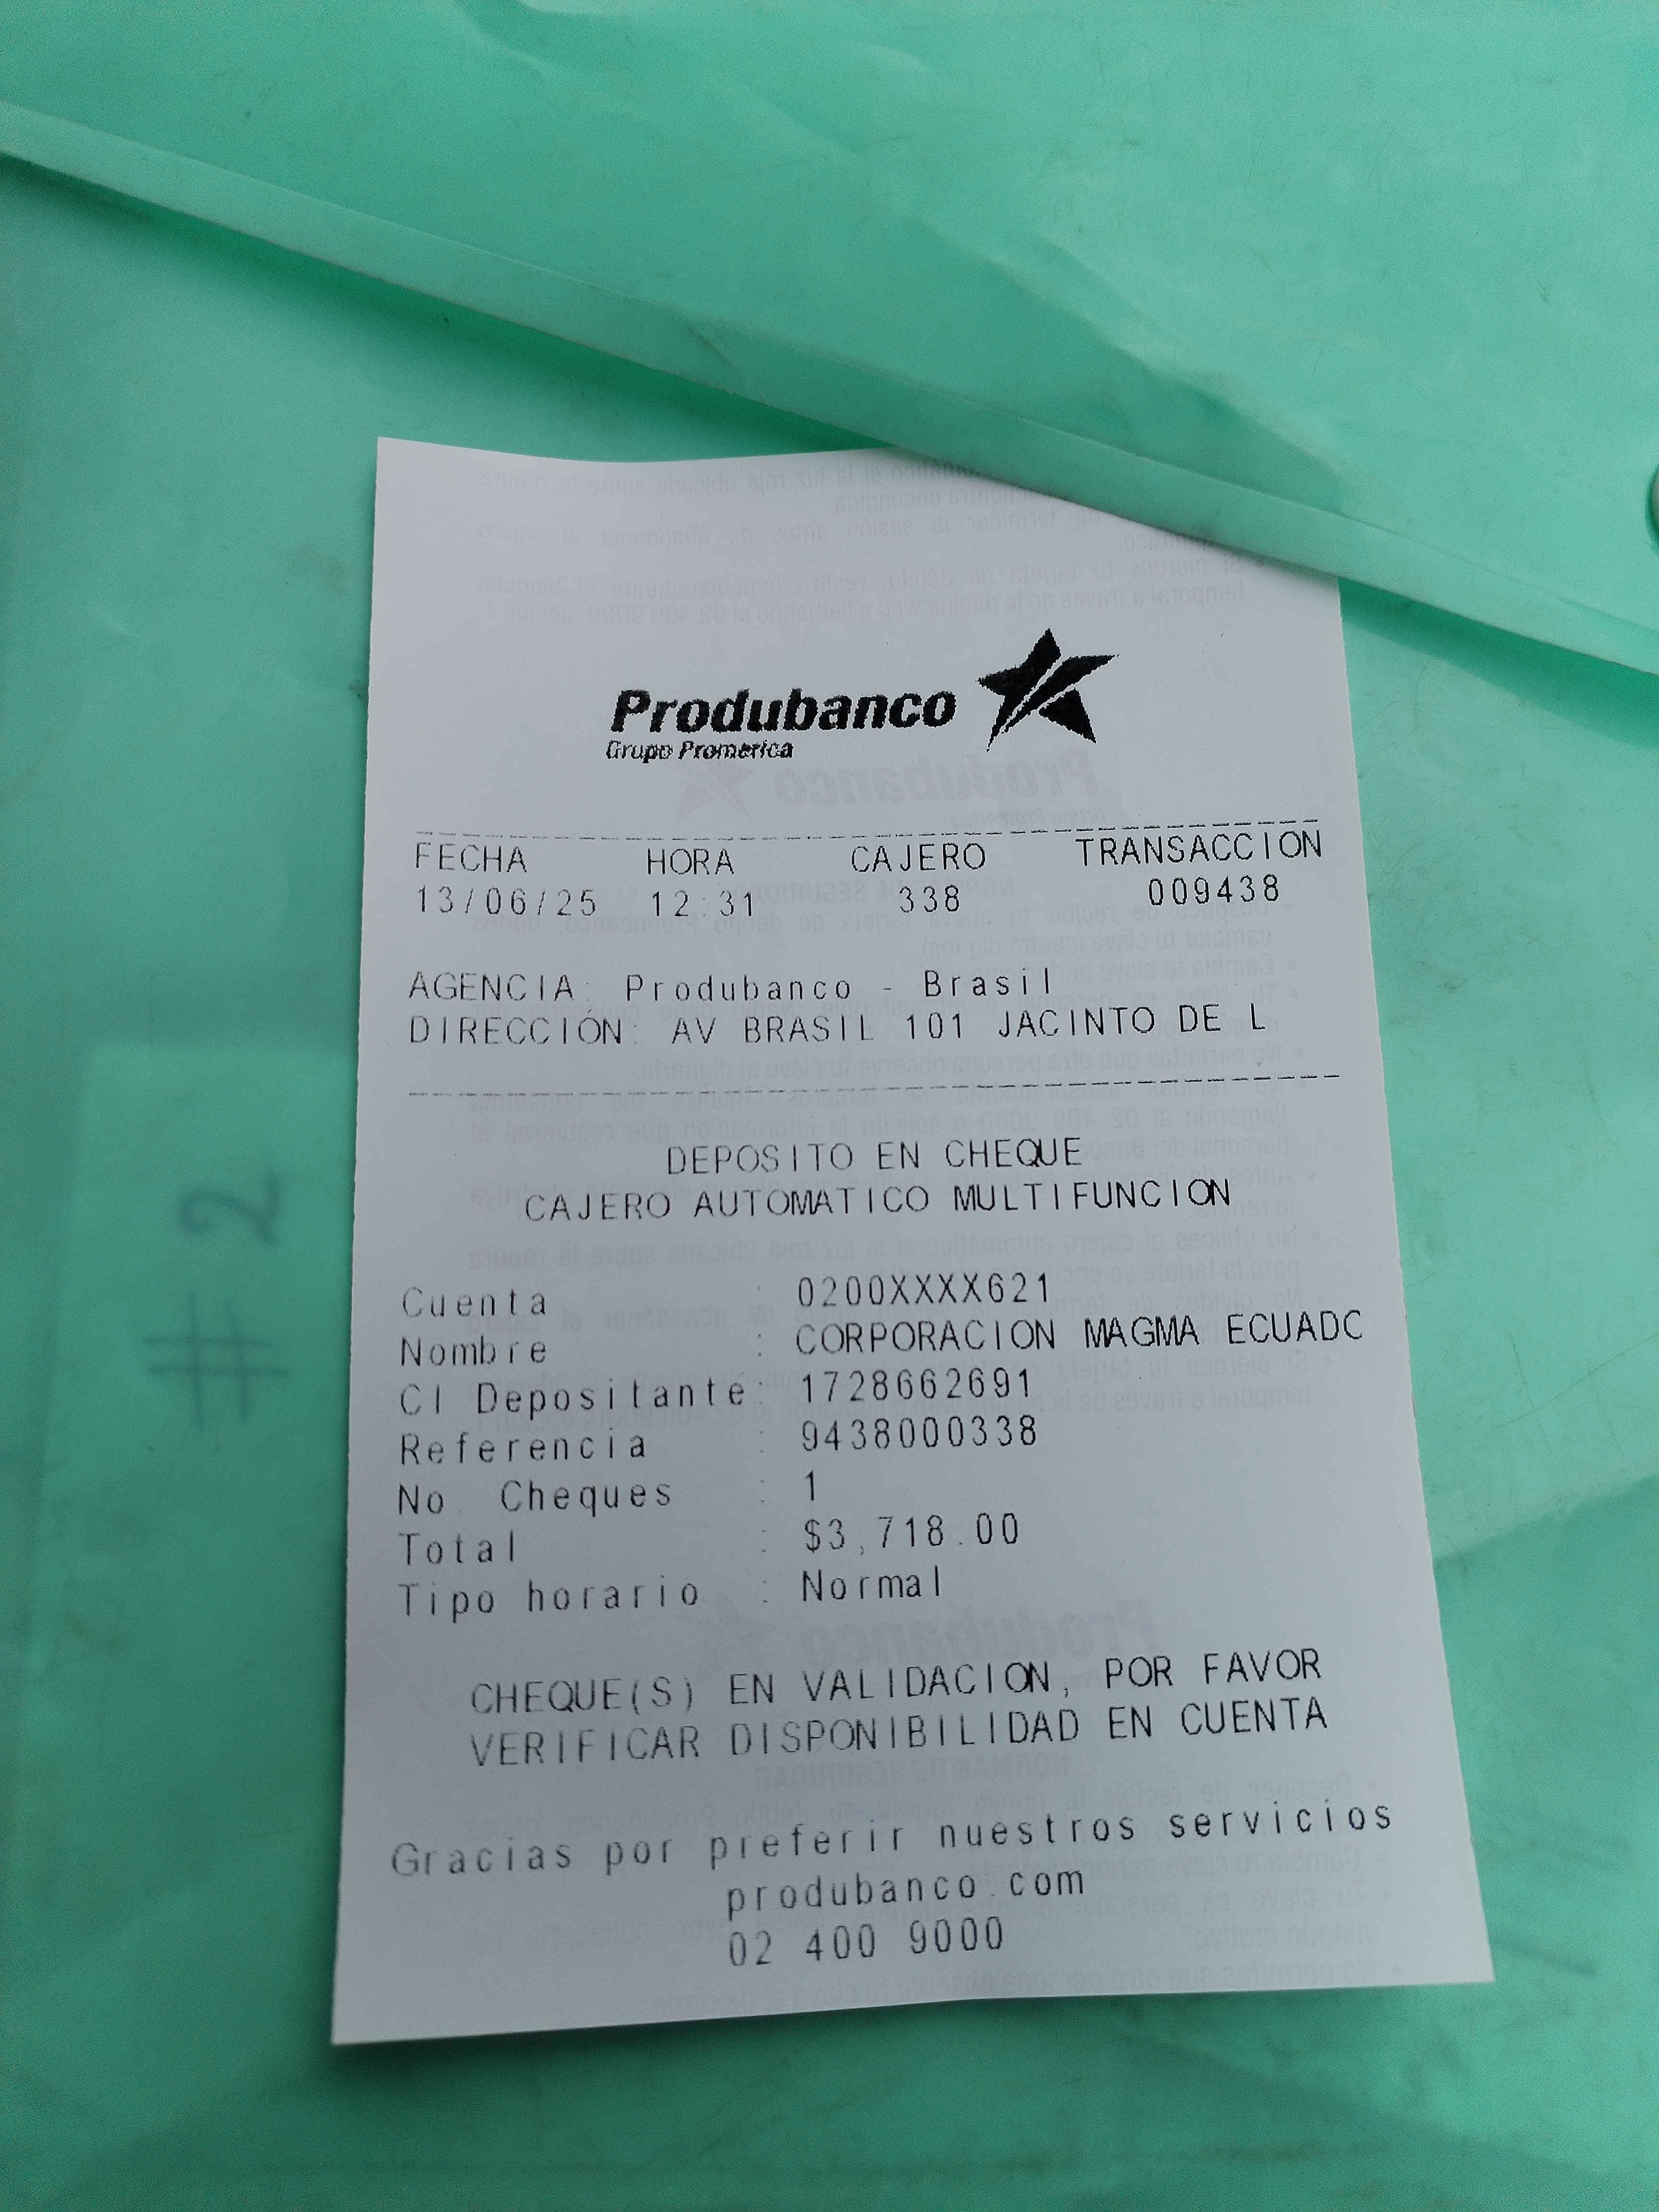 Produbanco
Grupo Promerica
FECHA HORA CAJERO TRANSACCION
13/06/25 12:31 338 009438
AGENCIA: Produbanco - Brasil
DIRECCIÓN: AV BRASIL 101 JACINTO DE L
DEPOSITO EN CHEQUE
CAJERO AUTOMATICO MULTIFUNCION
Cuenta : 0200XXXX621
Nombre : CORPORACION MAGMA ECUADO
CI Depositante: 1728662691
Referencia : 9438000338
No. Cheques : 1
Total : $3,718.00
Tipo horario : Normal
CHEQUE(S) EN VALIDACION, POR FAVOR
VERIFICAR DISPONIBILIDAD EN CUENTA
Gracias por preferir nuestros servicios
produbanco.com
02 400 9000
#2